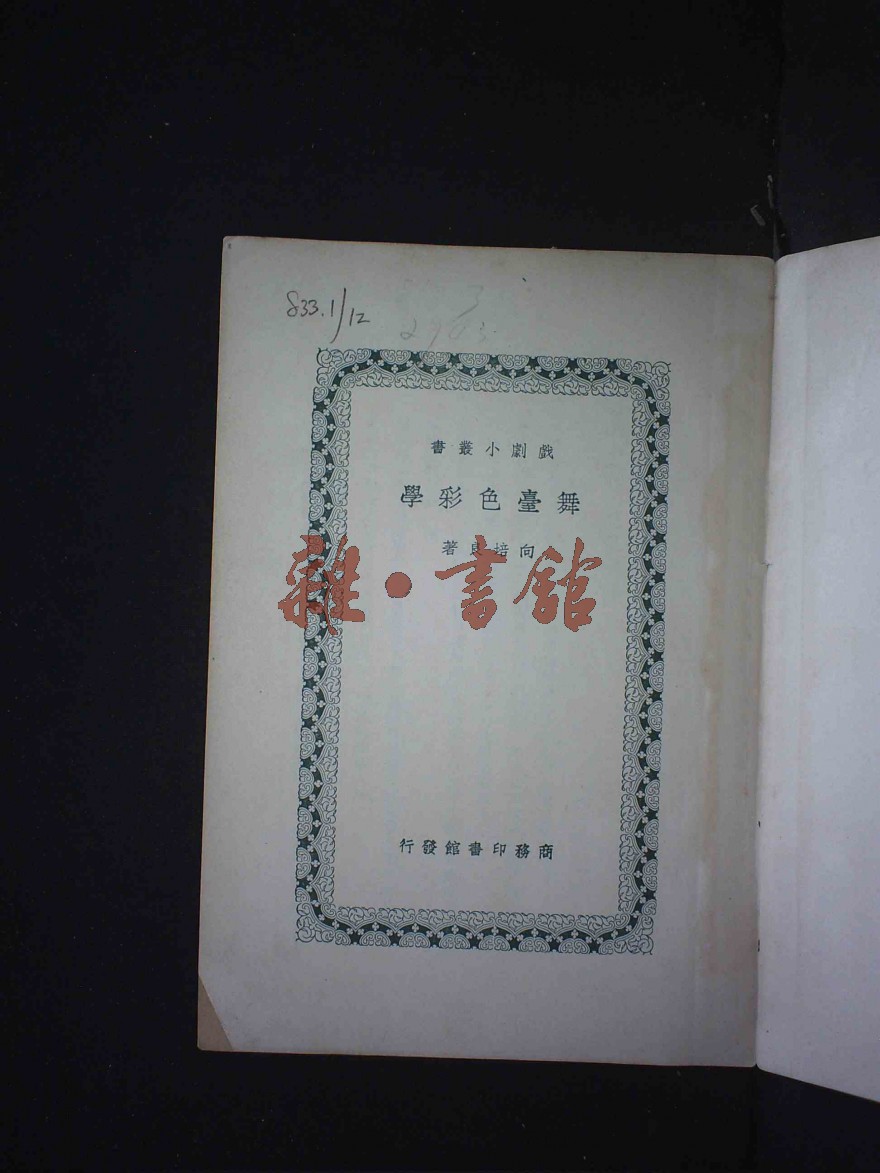 833.1/12
戲劇小叢書
舞臺色彩學
向培良著
雜·書館
商務印書館發行